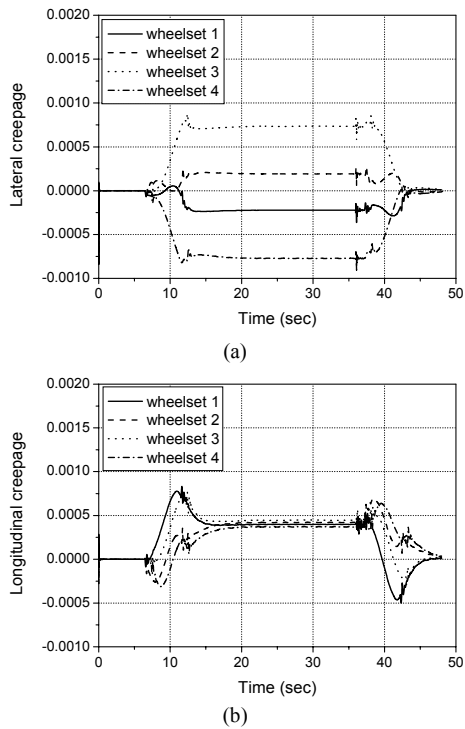 0.0020
0.0015
0.0010
0.0005
0.0000
-0.0005
-0.0010
Lateral creepage
wheelset 1
wheelset 2
wheelset 3
wheelset 4
0 10 20 30 40 50
Time (sec)
(a)
0.0020
0.0015
0.0010
0.0005
0.0000
-0.0005
-0.0010
Longitudinal creepage
wheelset 1
wheelset 2
wheelset 3
wheelset 4
0 10 20 30 40 50
Time (sec)
(b)